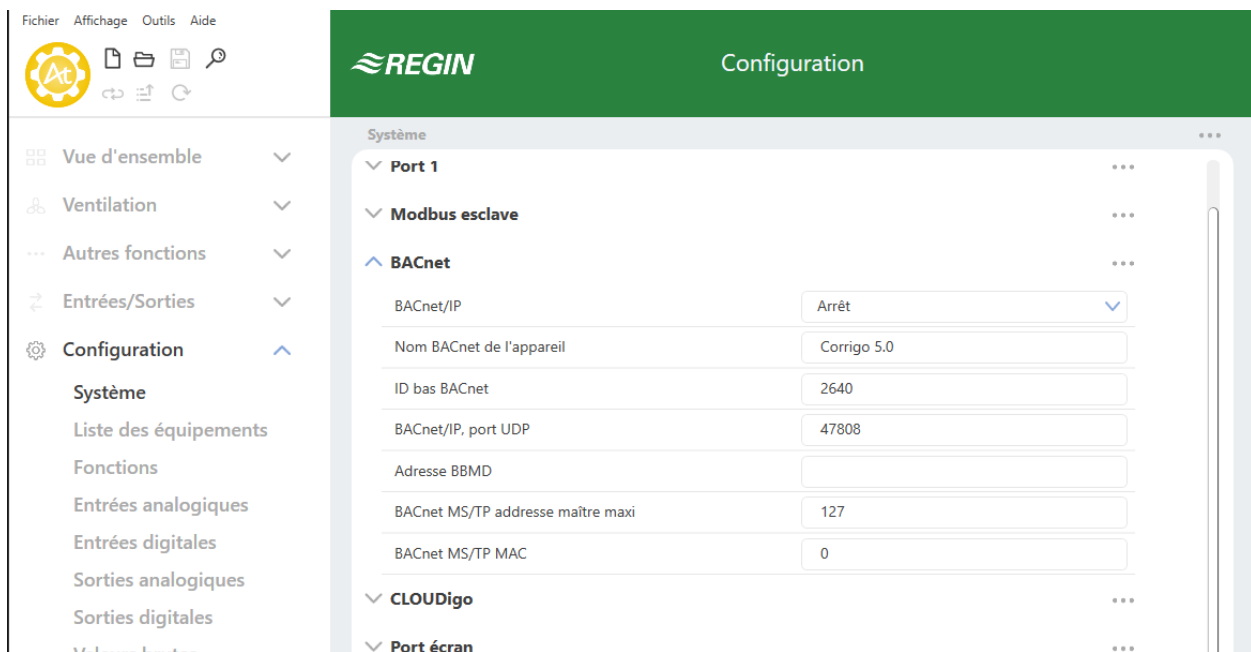 Fichier Affichage Outils Aide
At
REGIN
Configuration
Vue d'ensemble
Ventilation
Autres fonctions
Entrées/Sorties
Configuration
Système
Liste des équipements
Fonctions
Entrées analogiques
Entrées digitales
Sorties analogiques
Sorties digitales
Système
Port 1
Modbus esclave
BACnet
BACnet/IP Arrêt
Nom BACnet de l'appareil Corrigo 5.0
ID bas BACnet 2640
BACnet/IP, port UDP 47808
Adresse BBMD
BACnet MS/TP addresse maître maxi 127
BACnet MS/TP MAC 0
CLOUDigo
Port écran